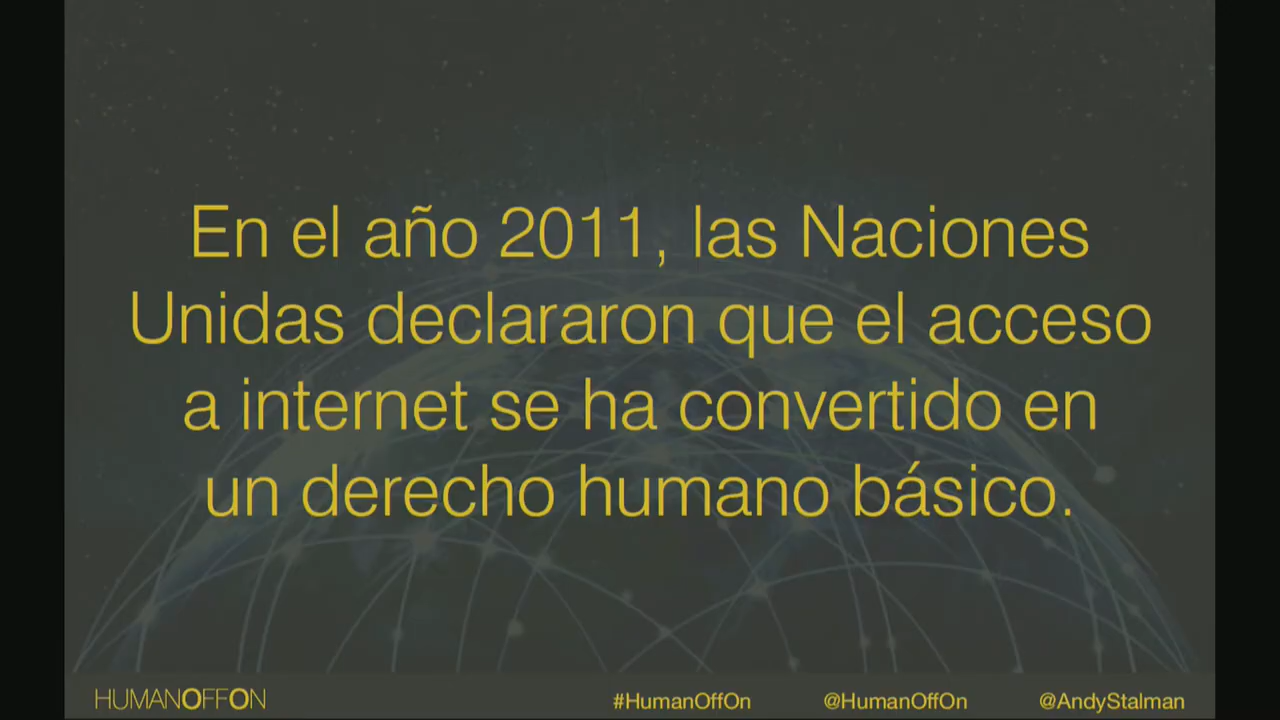 En el año 2011, las Naciones
Unidas declararon que el acceso
a internet se ha convertido en
un derecho humano básico.
HUMANOFFON #HumanOffOn @HumanOffOn @AndyStalman